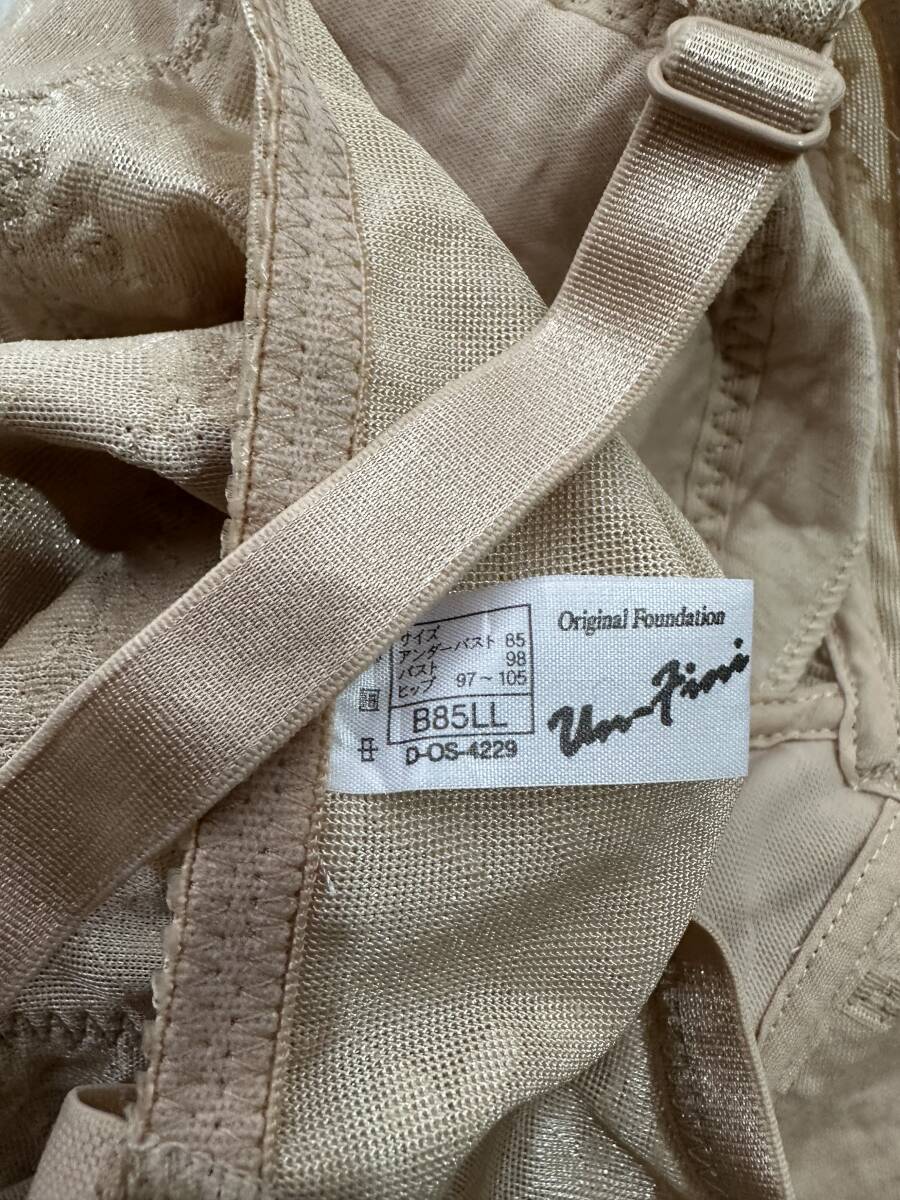 サイズ
アンダーバスト 85
バスト 98
ヒップ 97～105
B85LL
D-OS-4229
Original Foundation
Un-Fini